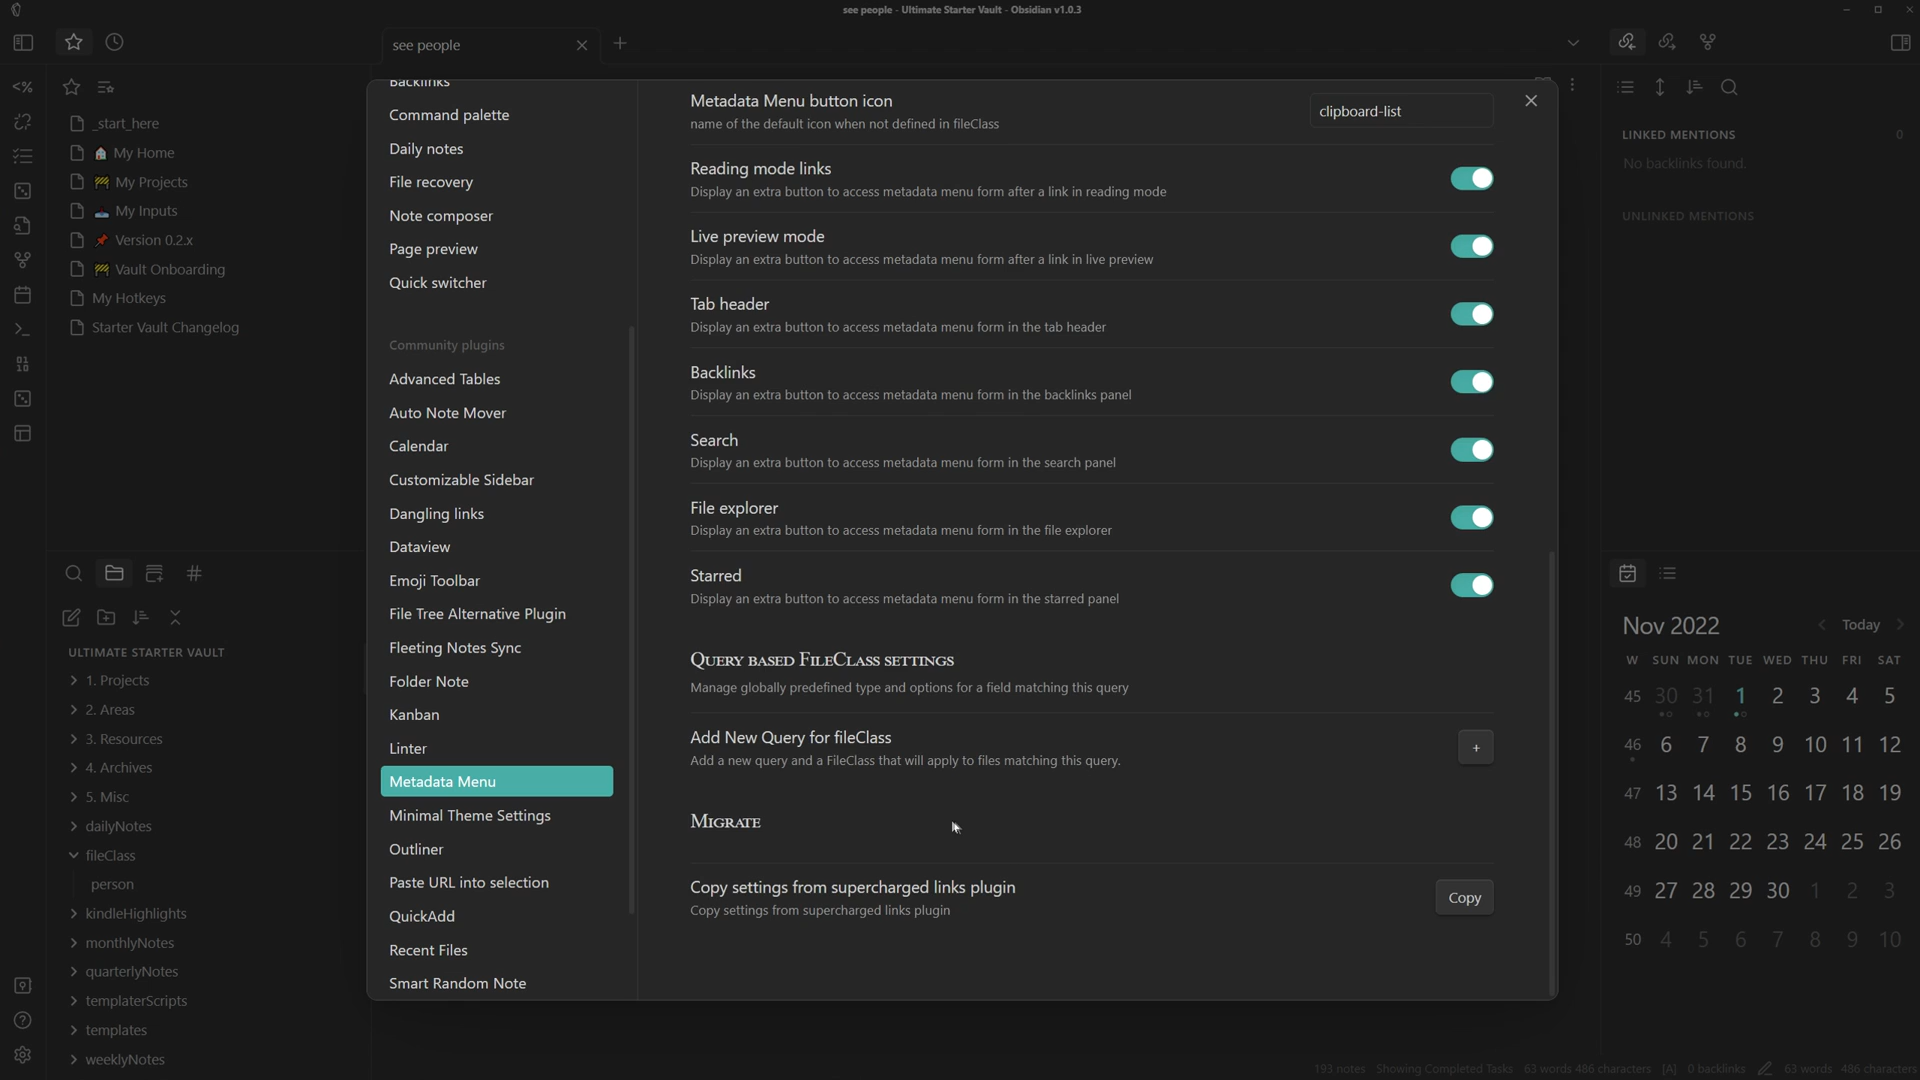 see people - Ultimate Starter Vault - Obsidian v1.0.3
see people
_start_here
My Home
My Projects
My Inputs
Version 0.2.x
Vault Onboarding
My Hotkeys
Starter Vault Changelog
ULTIMATE STARTER VAULT
1. Projects
2. Areas
3. Resources
4. Archives
5. Misc
dailyNotes
fileClass
person
kindleHighlights
monthlyNotes
quarterlyNotes
templaterScripts
templates
weeklyNotes
Backlinks
Command palette
Daily notes
File recovery
Note composer
Page preview
Quick switcher
Community plugins
Advanced Tables
Auto Note Mover
Calendar
Customizable Sidebar
Dangling links
Dataview
Emoji Toolbar
File Tree Alternative Plugin
Fleeting Notes Sync
Folder Note
Kanban
Linter
Metadata Menu
Minimal Theme Settings
Outliner
Paste URL into selection
QuickAdd
Recent Files
Smart Random Note
Metadata Menu button icon
name of the default icon when not defined in fileClass
clipboard-list
Reading mode links
Display an extra button to access metadata menu form after a link in reading mode
Live preview mode
Display an extra button to access metadata menu form after a link in live preview
Tab header
Display an extra button to access metadata menu form in the tab header
Backlinks
Display an extra button to access metadata menu form in the backlinks panel
Search
Display an extra button to access metadata menu form in the search panel
File explorer
Display an extra button to access metadata menu form in the file explorer
Starred
Display an extra button to access metadata menu form in the starred panel
QUERY BASED FILECLASS SETTINGS
Manage globally predefined type and options for a field matching this query
Add New Query for fileClass
Add a new query and a FileClass that will apply to files matching this query.
+
MIGRATE
Copy settings from supercharged links plugin
Copy settings from supercharged links plugin
Copy
LINKED MENTIONS 0
No backlinks found.
UNLINKED MENTIONS
Nov 2022
Today
W SUN MON TUE WED THU FRI SAT
45 30 31 1 2 3 4 5
46 6 7 8 9 10 11 12
47 13 14 15 16 17 18 19
48 20 21 22 23 24 25 26
49 27 28 29 30 1 2 3
50 4 5 6 7 8 9 10
193 notes Showing Completed Tasks 63 words 486 characters [A] 0 backlinks 63 words 486 characters